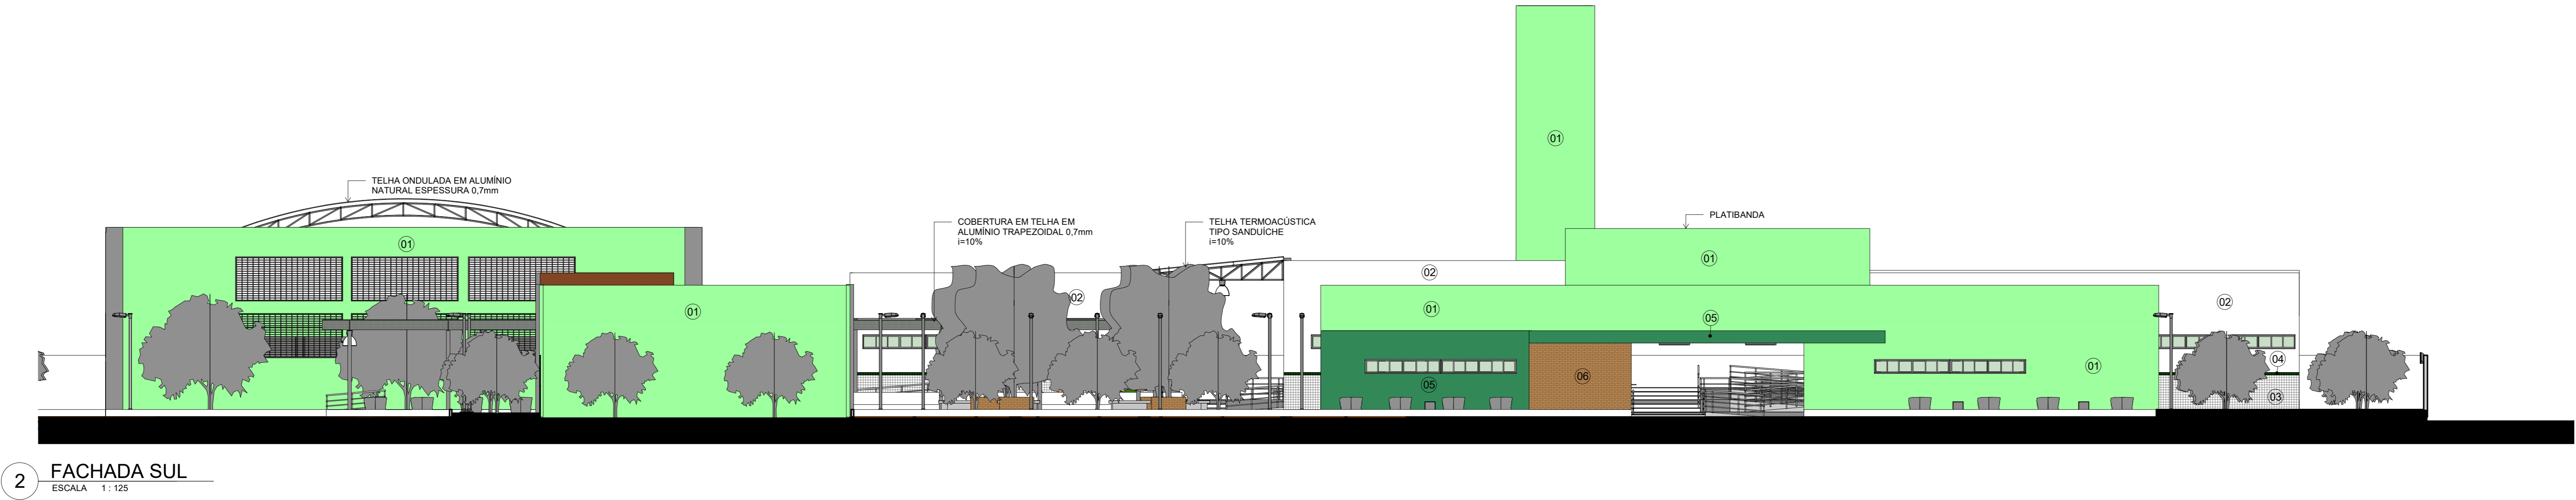 01
TELHA ONDULADA EM ALUMÍNIO
NATURAL ESPESSURA 0,7mm
COBERTURA EM TELHA EM
ALUMÍNIO TRAPEZOIDAL 0,7mm
i=10%
TELHA TERMOACÚSTICA
TIPO SANDUÍCHE
i=10%
PLATIBANDA
01
01
02
02
01
01
02
01
05
04
01
05
06
03
2
FACHADA SUL
ESCALA 1 : 125